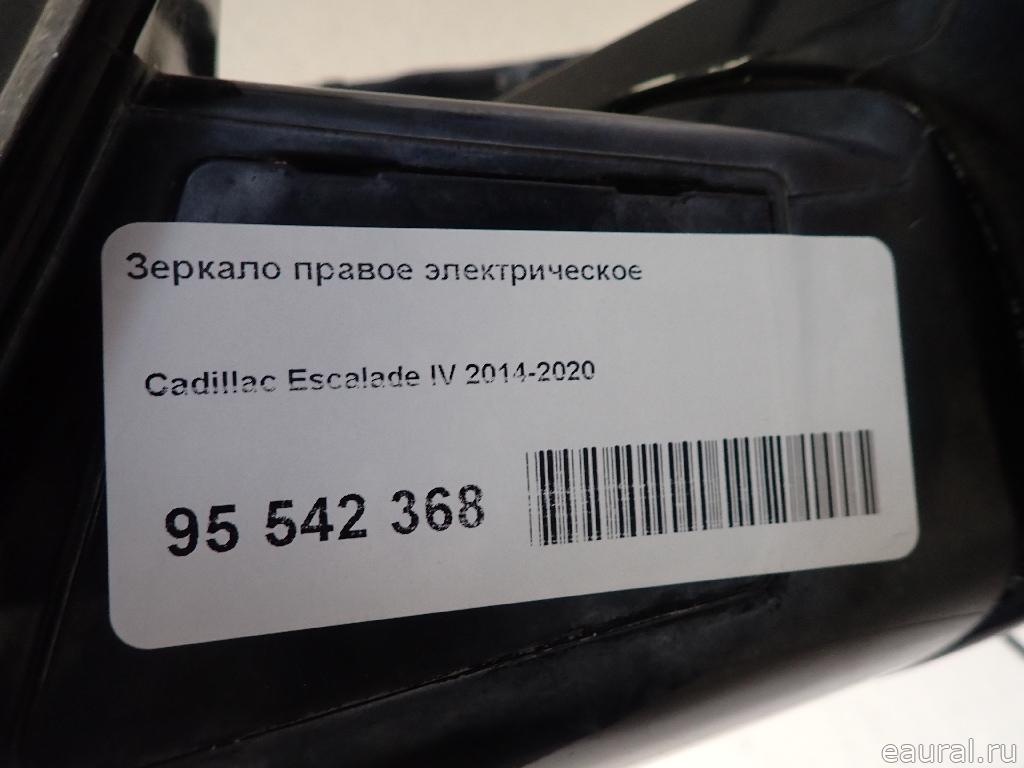 Зеркало правое электрическое
Cadillac Escalade IV 2014-2020
95 542 368
eaural.ru